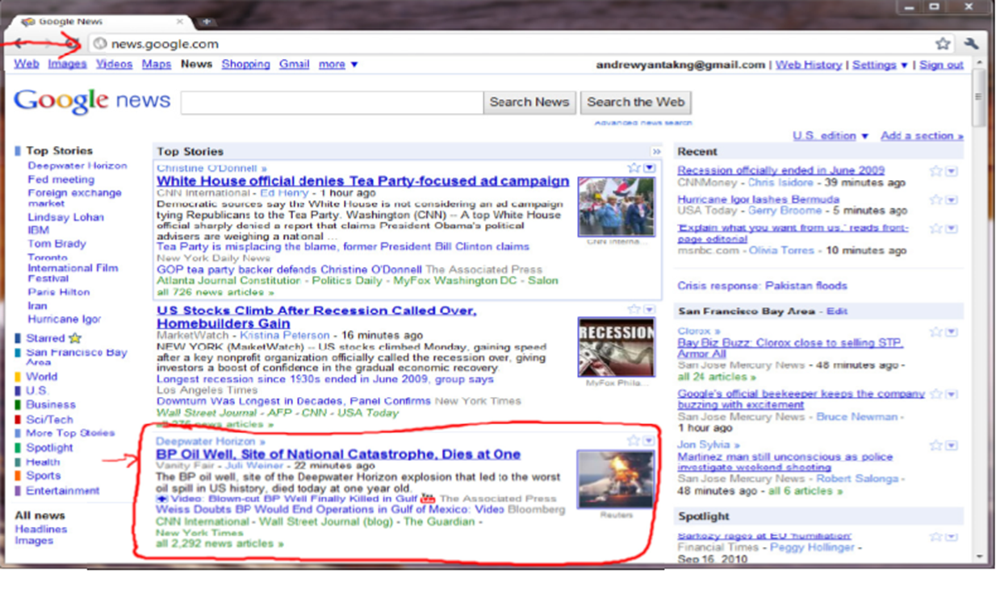 Google News
news.google.com
Web Images Videos Maps News Shopping Gmail more ▼
andrewyantakng@gmail.com | Web History | Settings ▼ | Sign out
Google news
Search News
Search the Web
Advanced news search
U.S. edition ▼ Add a section »
Top Stories
Deepwater Horizon
Fed meeting
Foreign exchange
market
Lindsay Lohan
IBM
Tom Brady
Toronto
International Film
Festival
Paris Hilton
Iran
Hurricane Igor
Starred
San Francisco Bay
Area
World
U.S.
Business
Sci/Tech
More Top Stories
Spotlight
Health
Sports
Entertainment
All news
Headlines
Images
Top Stories »
Christine O'Donnell »
White House official denies Tea Party-focused ad campaign
CNN International - Ed Henry - 1 hour ago
Democratic sources say the White House is not considering an ad campaign
tying Republicans to the Tea Party. Washington (CNN) -- A top White House
official sharply denied a report that claims President Obama's political
advisers are weighing a national ...
Tea Party is misplacing the blame, former President Bill Clinton claims
New York Daily News
GOP tea party backer defends Christine O'Donnell The Associated Press
Atlanta Journal Constitution - Politics Daily - MyFox Washington DC - Salon
all 726 news articles »
CNN Interna...
US Stocks Climb After Recession Called Over,
Homebuilders Gain
MarketWatch - Kristina Peterson - 16 minutes ago
NEW YORK (MarketWatch) -- US stocks climbed Monday, gaining speed
after a key nonprofit organization officially called the recession over, giving
investors a boost of confidence in the gradual economic recovery.
Longest recession since 1930s ended in June 2009, group says
Los Angeles Times
Downturn Was Longest in Decades, Panel Confirms New York Times
Wall Street Journal - AFP - CNN - USA Today
all 276 news articles »
RECESSION
MyFox Phila...
Deepwater Horizon »
BP Oil Well, Site of National Catastrophe, Dies at One
Vanity Fair - Juli Weiner - 22 minutes ago
The BP oil well, site of the Deepwater Horizon explosion that led to the worst
oil spill in US history, died today at one year old.
Video: Blown-out BP Well Finally Killed in Gulf The Associated Press
Weiss Doubts BP Would End Operations in Gulf of Mexico: Video Bloomberg
CNN International - Wall Street Journal (blog) - The Guardian -
New York Times
all 2,292 news articles »
Reuters
Recent
Recession officially ended in June 2009
CNNMoney - Chris Isidore - 39 minutes ago
Hurricane Igor lashes Bermuda
USA Today - Gerry Broome - 5 minutes ago
'Explain what you want from us,' reads front-
page editorial
msnbc.com - Olivia Torres - 10 minutes ago
Crisis response: Pakistan floods
San Francisco Bay Area - Edit
Clorox »
Bay Biz Buzz: Clorox close to selling STP,
Armor All
San Jose Mercury News - 48 minutes ago -
all 24 articles »
Google's official beekeeper keeps the company
buzzing with excitement
San Jose Mercury News - Bruce Newman -
1 hour ago
Jon Sylvia »
Martinez man still unconscious as police
investigate weekend shooting
San Jose Mercury News - Robert Salonga -
48 minutes ago - all 6 articles »
Spotlight
Sarkozy rages at EU 'humiliation'
Financial Times - Peggy Hollinger -
Sep 16, 2010